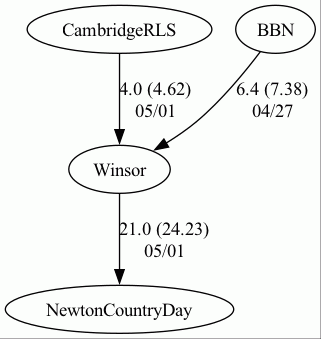 CambridgeRLS
BBN
4.0 (4.62)
05/01
6.4 (7.38)
04/27
Winsor
21.0 (24.23)
05/01
NewtonCountryDay